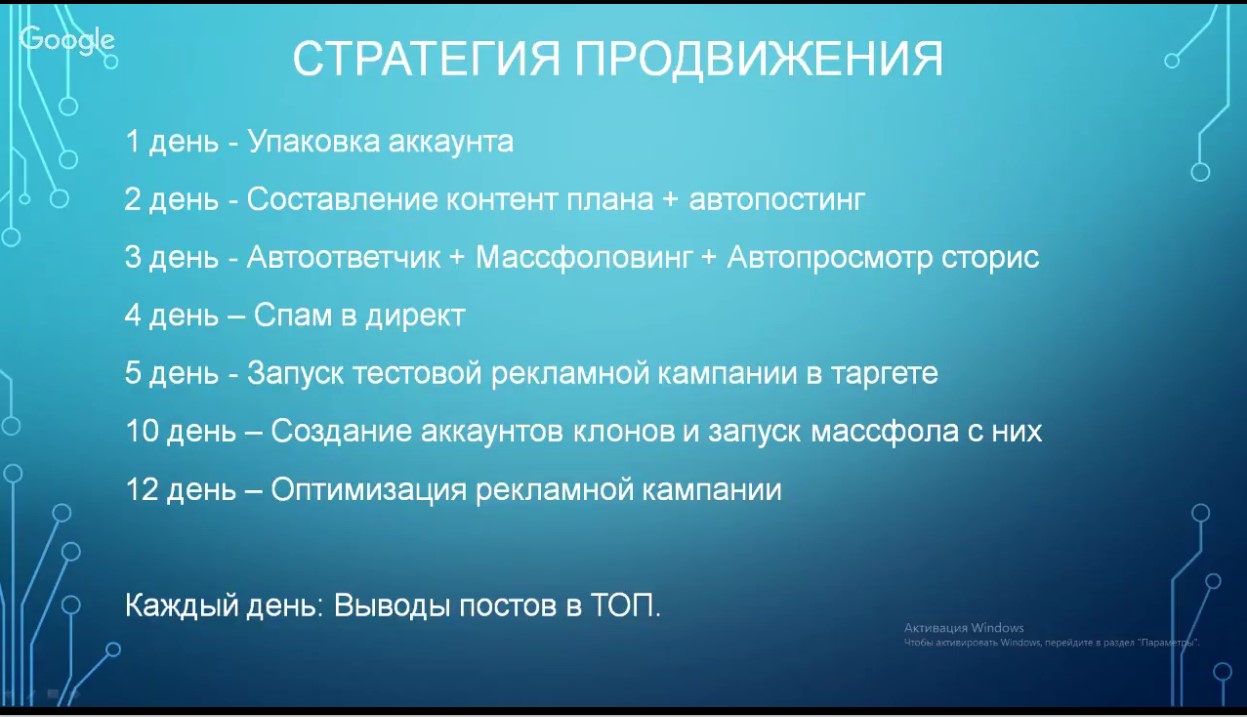 Google
СТРАТЕГИЯ ПРОДВИЖЕНИЯ
1 день - Упаковка аккаунта
2 день - Составление контент плана + автопостинг
3 день - Автоответчик + Массфоловинг + Автопросмотр сторис
4 день – Спам в директ
5 день - Запуск тестовой рекламной кампании в таргете
10 день – Создание аккаунтов клонов и запуск массфола с них
12 день – Оптимизация рекламной кампании
Каждый день: Выводы постов в ТОП.
Активация Windows
Чтобы активировать Windows, перейдите в раздел "Параметры".